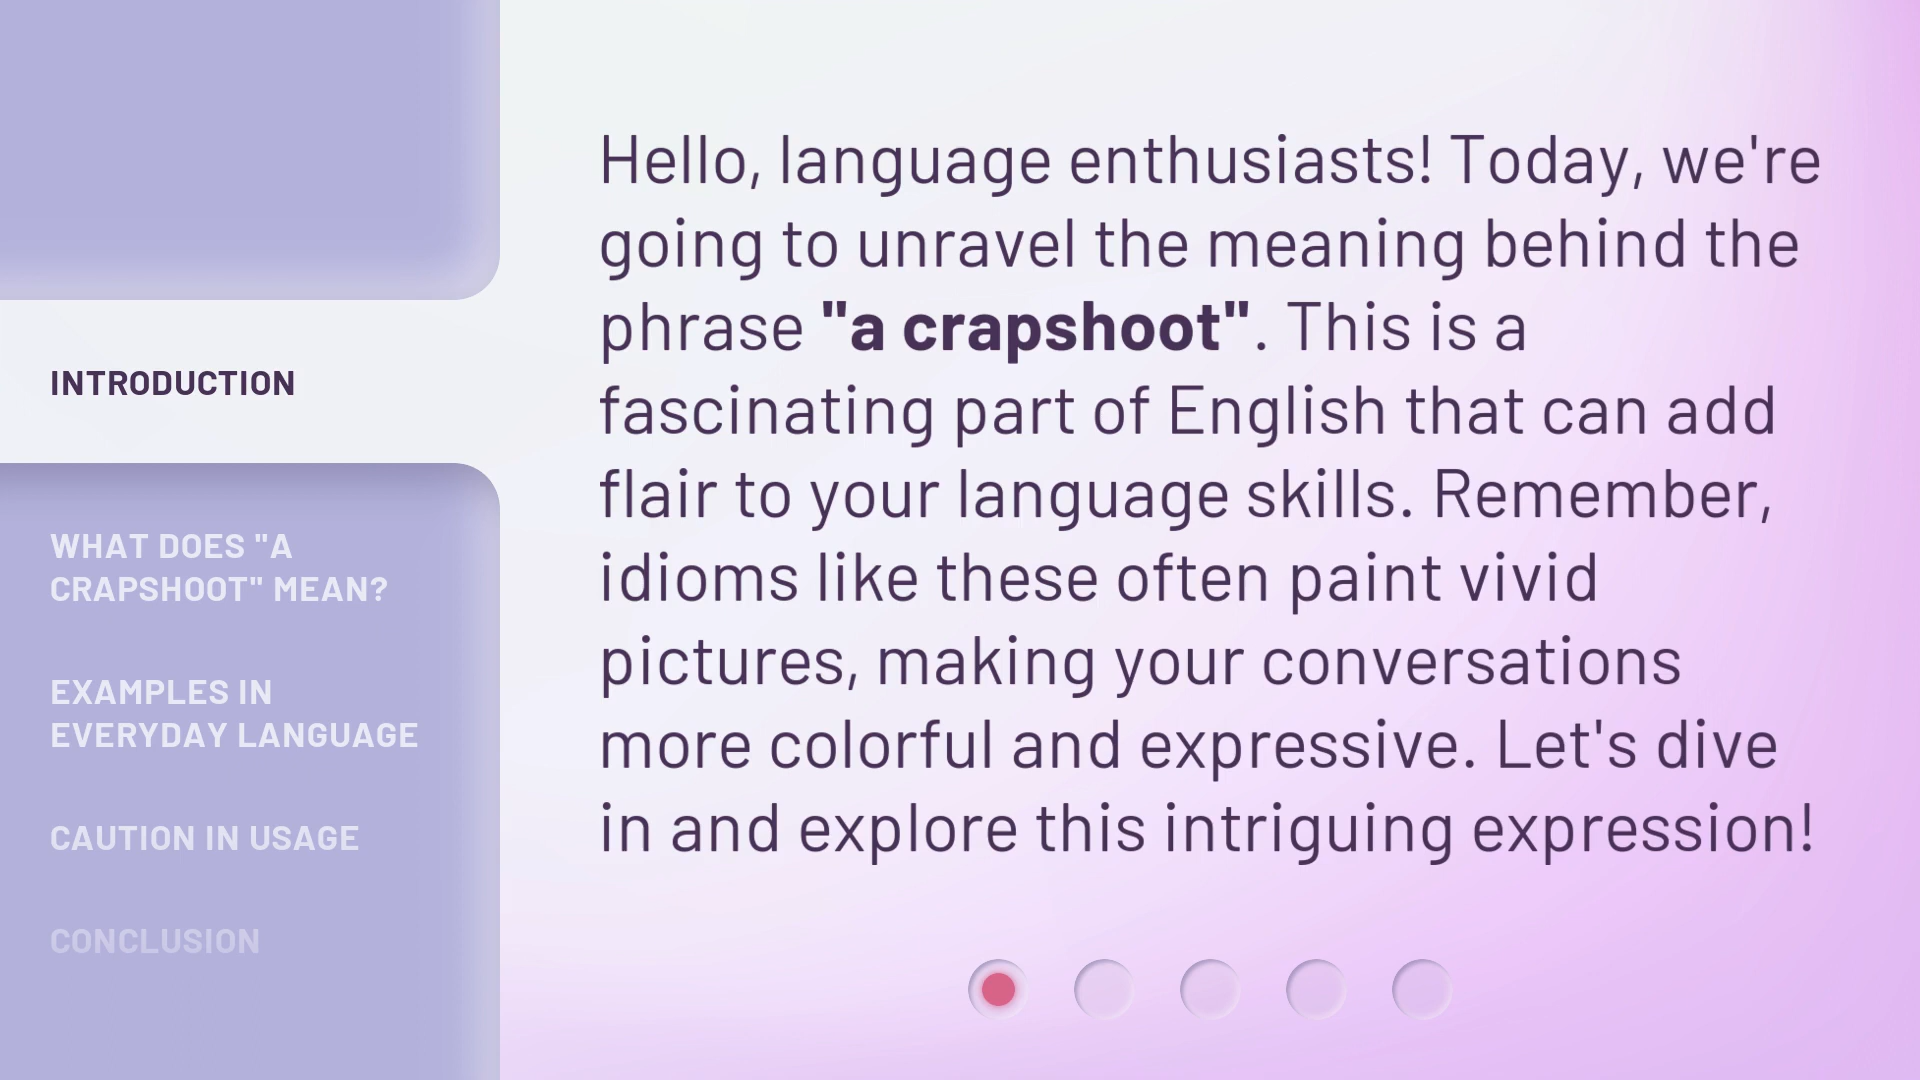 INTRODUCTION
WHAT DOES "A
CRAPSHOOT" MEAN?
EXAMPLES IN
EVERYDAY LANGUAGE
CAUTION IN USAGE
CONCLUSION
Hello, language enthusiasts! Today, we're
going to unravel the meaning behind the
phrase "a crapshoot". This is a
fascinating part of English that can add
flair to your language skills. Remember,
idioms like these often paint vivid
pictures, making your conversations
more colorful and expressive. Let's dive
in and explore this intriguing expression!